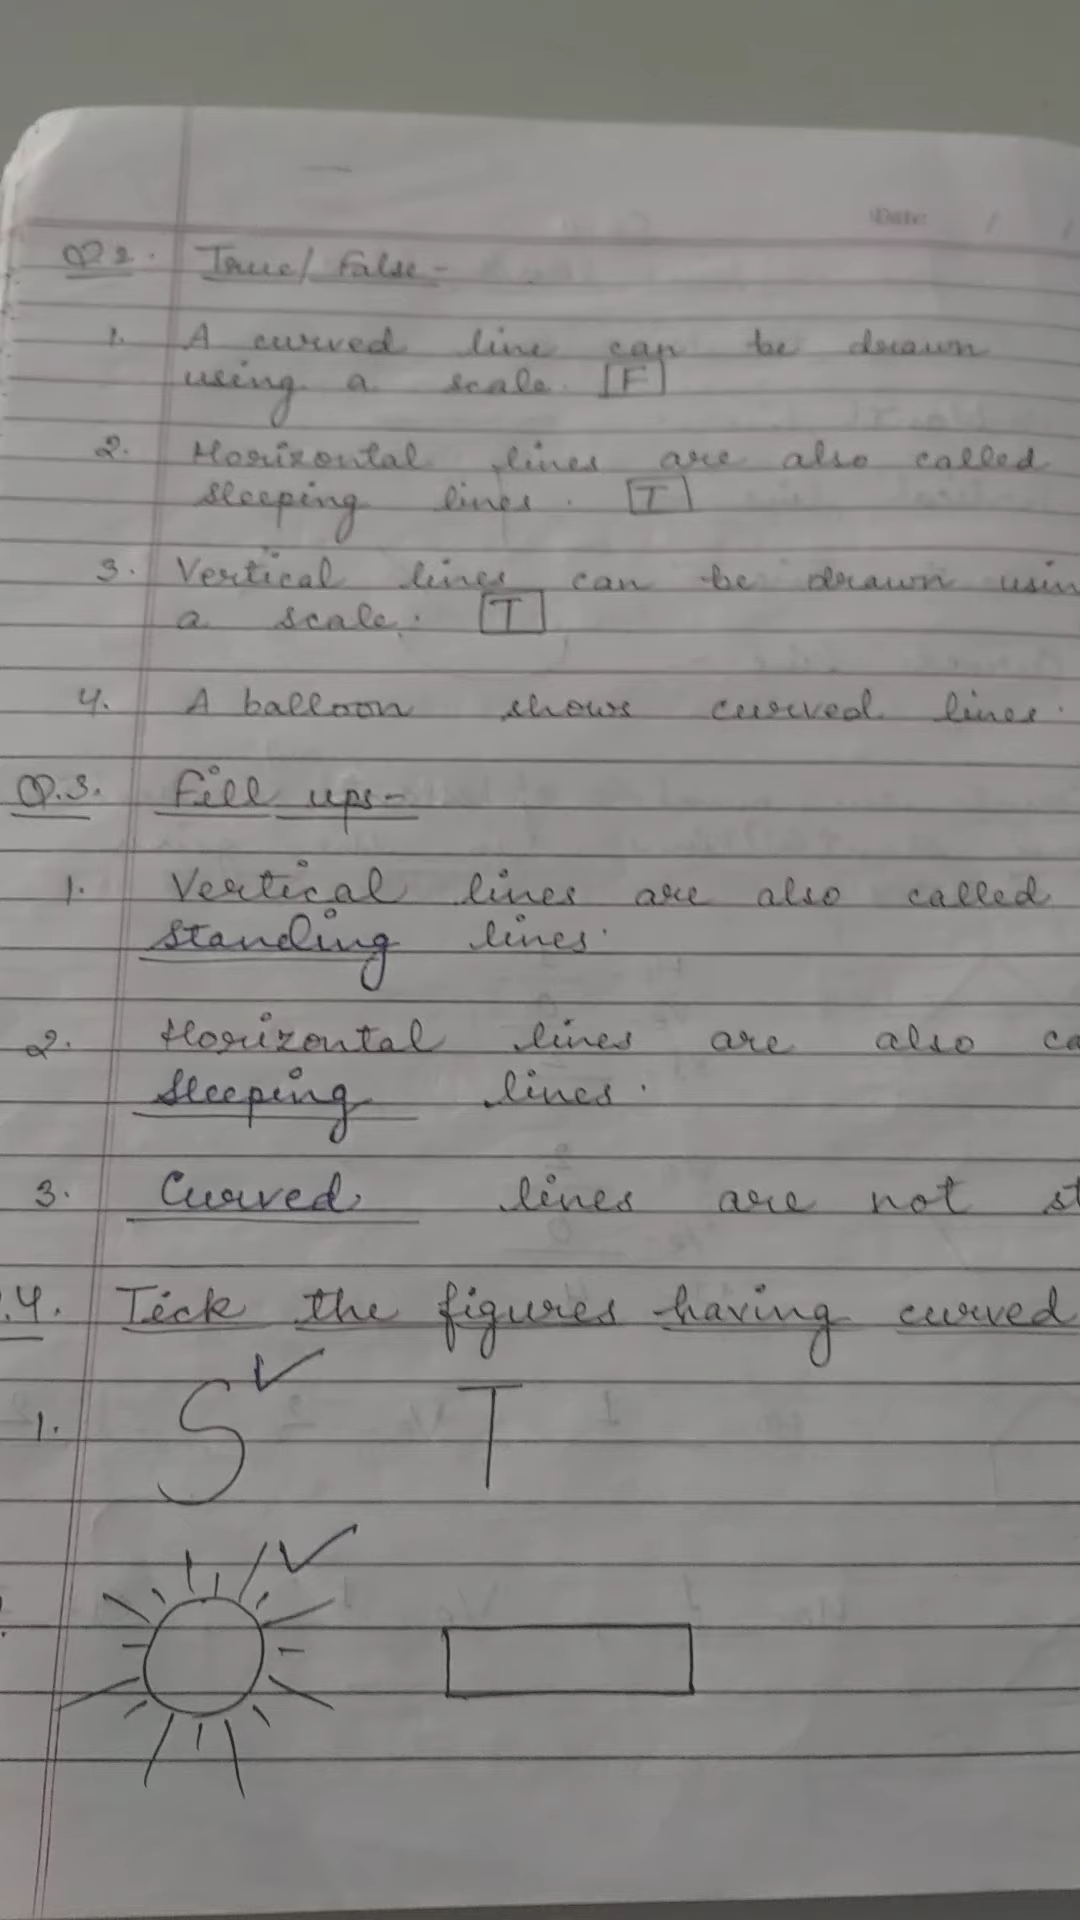 Date: / /
Q2. True/False-
1. A curved line can be drawn
using a scale. F
2. Horizontal lines are also called
sleeping lines. T
3. Vertical lines can be drawn usin
a scale. T
4. A balloon shows curved lines.
Q.3. Fill ups-
1. Vertical lines are also called
standing lines.
2. Horizontal lines are also ca
sleeping lines.
3. Curved lines are not st
.4. Tick the figures having curved
1. S T